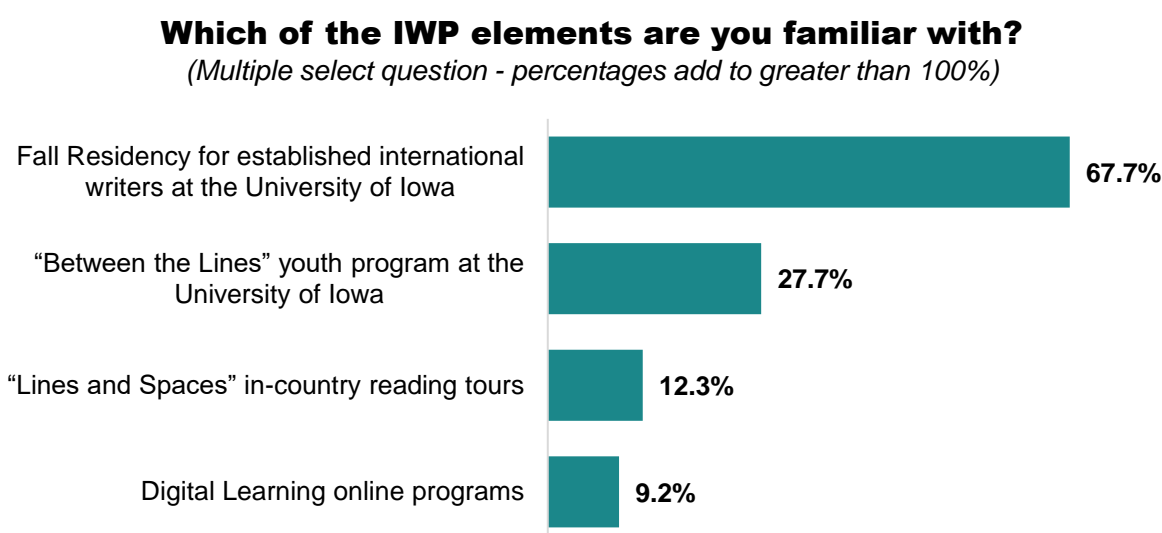 Which of the IWP elements are you familiar with?
(Multiple select question - percentages add to greater than 100%)
Fall Residency for established international
writers at the University of Iowa
67.7%
“Between the Lines” youth program at the
University of Iowa
27.7%
“Lines and Spaces” in-country reading tours
12.3%
Digital Learning online programs
9.2%